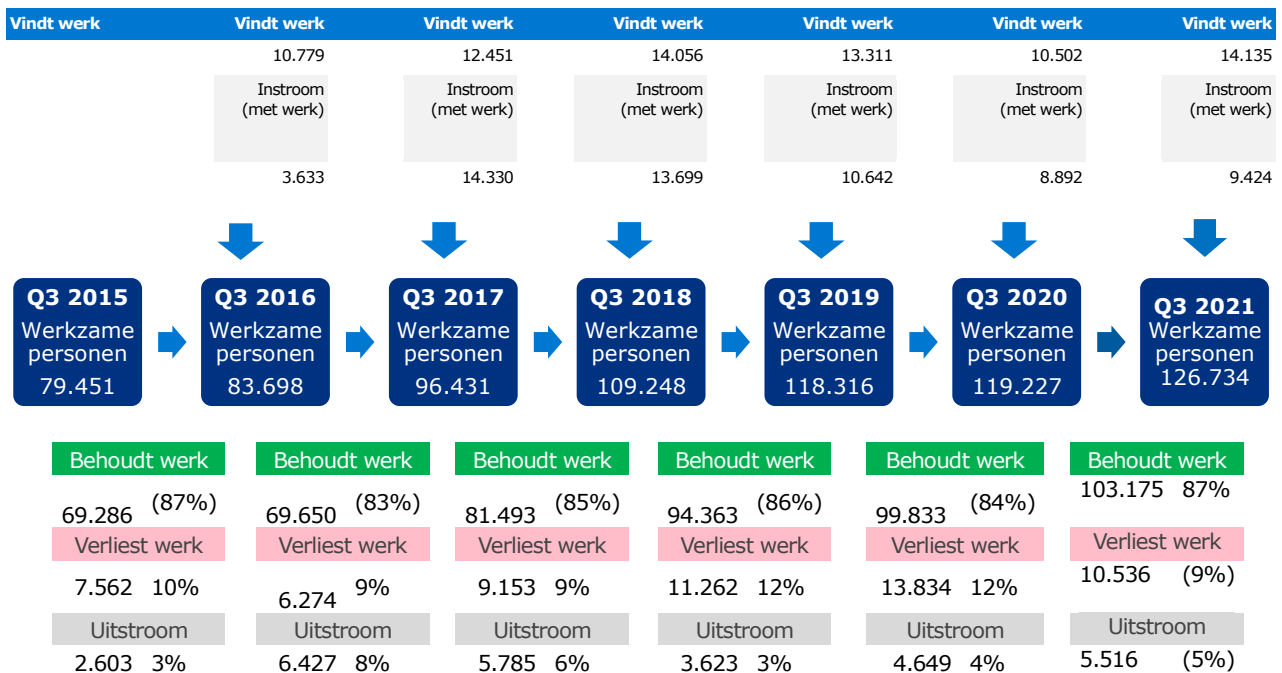 Vindt werk Vindt werk Vindt werk Vindt werk Vindt werk Vindt werk Vindt werk
10.779 12.451 14.056 13.311 10.502 14.135
Instroom Instroom Instroom Instroom Instroom Instroom
(met werk) (met werk) (met werk) (met werk) (met werk) (met werk)
3.633 14.330 13.699 10.642 8.892 9.424
Q3 2015 Q3 2016 Q3 2017 Q3 2018 Q3 2019 Q3 2020 Q3 2021
Werkzame Werkzame Werkzame Werkzame Werkzame Werkzame Werkzame
personen personen personen personen personen personen personen
79.451 83.698 96.431 109.248 118.316 119.227 126.734
Behoudt werk Behoudt werk Behoudt werk Behoudt werk Behoudt werk Behoudt werk
69.286 (87%) 69.650 (83%) 81.493 (85%) 94.363 (86%) 99.833 (84%) 103.175 87%
Verliest werk Verliest werk Verliest werk Verliest werk Verliest werk Verliest werk
7.562 10% 6.274 9% 9.153 9% 11.262 12% 13.834 12% 10.536 (9%)
Uitstroom Uitstroom Uitstroom Uitstroom Uitstroom Uitstroom
2.603 3% 6.427 8% 5.785 6% 3.623 3% 4.649 4% 5.516 (5%)